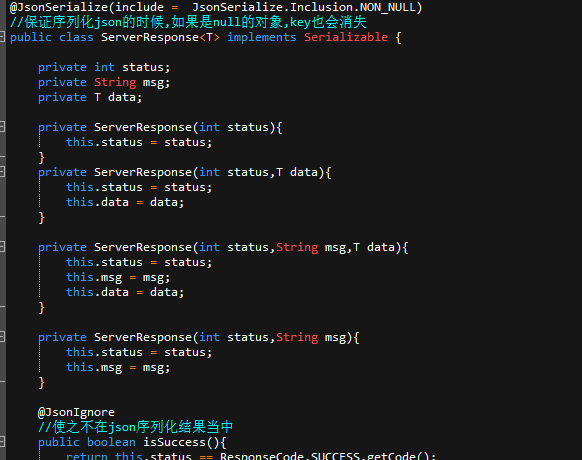 @JsonSerialize(include =  JsonSerialize.Inclusion.NON_NULL)
//保证序列化json的时候,如果是null的对象,key也会消失
public class ServerResponse<T> implements Serializable {
private int status;
private String msg;
private T data;
private ServerResponse(int status){
this.status = status;
}
private ServerResponse(int status,T data){
this.status = status;
this.data = data;
}
private ServerResponse(int status,String msg,T data){
this.status = status;
this.msg = msg;
this.data = data;
}
private ServerResponse(int status,String msg){
this.status = status;
this.msg = msg;
}
@JsonIgnore
//使之不在json序列化结果当中
public boolean isSuccess(){
return this.status == ResponseCode.SUCCESS.getCode();